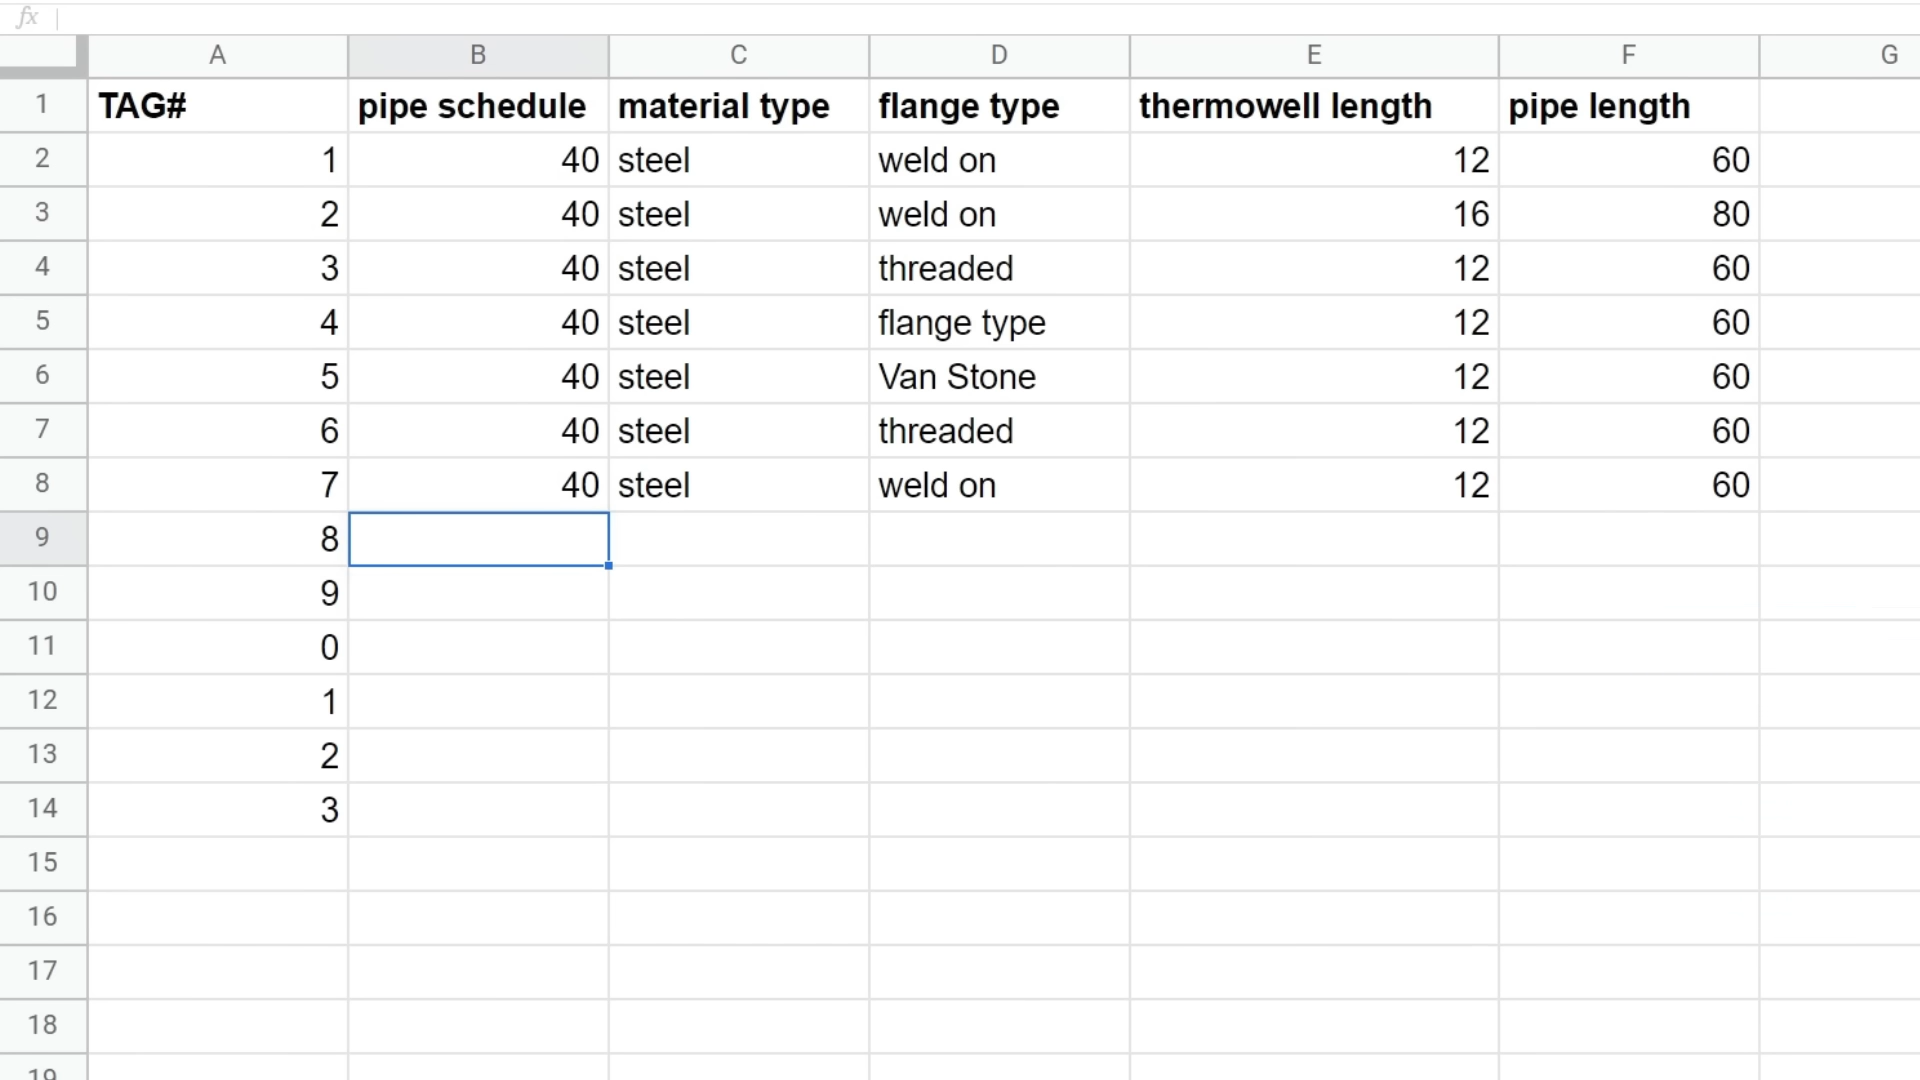 fx
A B C D E F G
1 TAG# pipe schedule material type flange type thermowell length pipe length
2 1 40 steel weld on 12 60
3 2 40 steel weld on 16 80
4 3 40 steel threaded 12 60
5 4 40 steel flange type 12 60
6 5 40 steel Van Stone 12 60
7 6 40 steel threaded 12 60
8 7 40 steel weld on 12 60
9 8
10 9
11 0
12 1
13 2
14 3
15
16
17
18
19